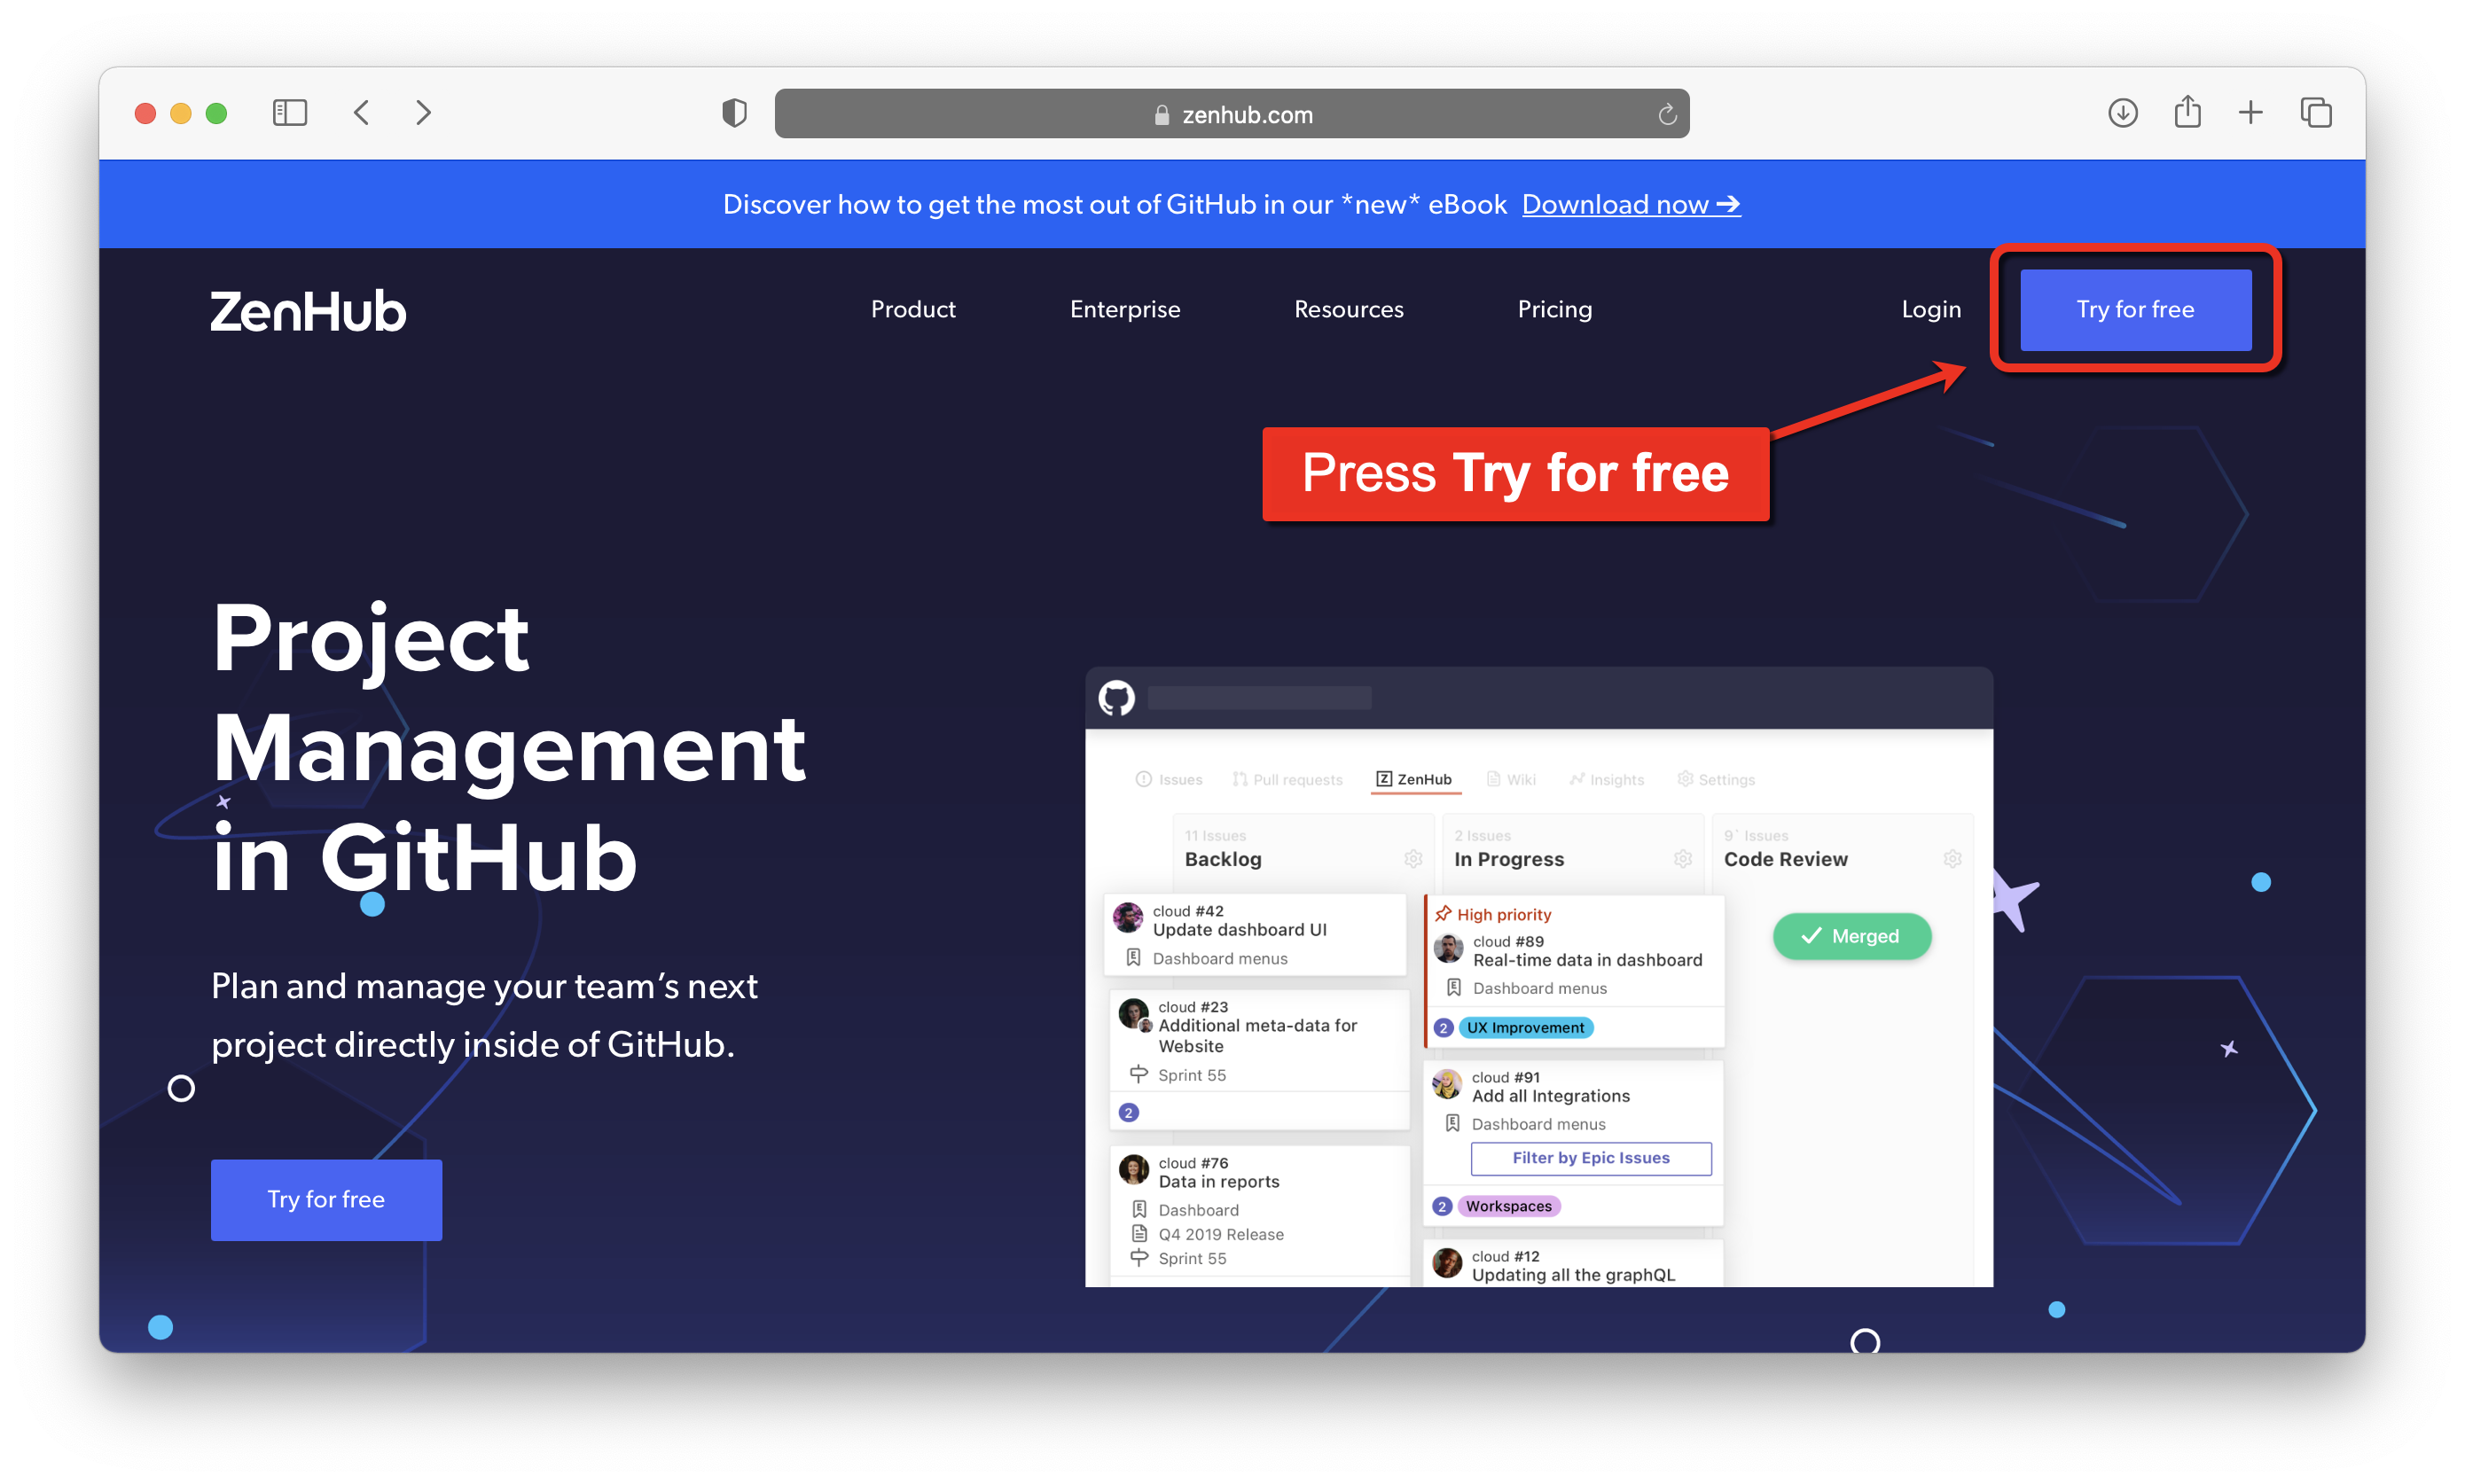 zenhub.com
Discover how to get the most out of GitHub in our *new* eBook Download now →
ZenHub
Product
Enterprise
Resources
Pricing
Login
Try for free
Press Try for free
Project
Management
in GitHub
Plan and manage your team’s next
project directly inside of GitHub.
Try for free
Issues
Pull requests
ZenHub
Wiki
Insights
Settings
11 Issues
Backlog
cloud #42
Update dashboard UI
Dashboard menus
cloud #23
Additional meta-data for
Website
Sprint 55
2
cloud #76
Data in reports
Dashboard
Q4 2019 Release
Sprint 55
2 Issues
In Progress
High priority
cloud #89
Real-time data in dashboard
Dashboard menus
2 UX Improvement
cloud #91
Add all Integrations
Dashboard menus
Filter by Epic Issues
2 Workspaces
cloud #12
Updating all the graphQL
9` Issues
Code Review
Merged